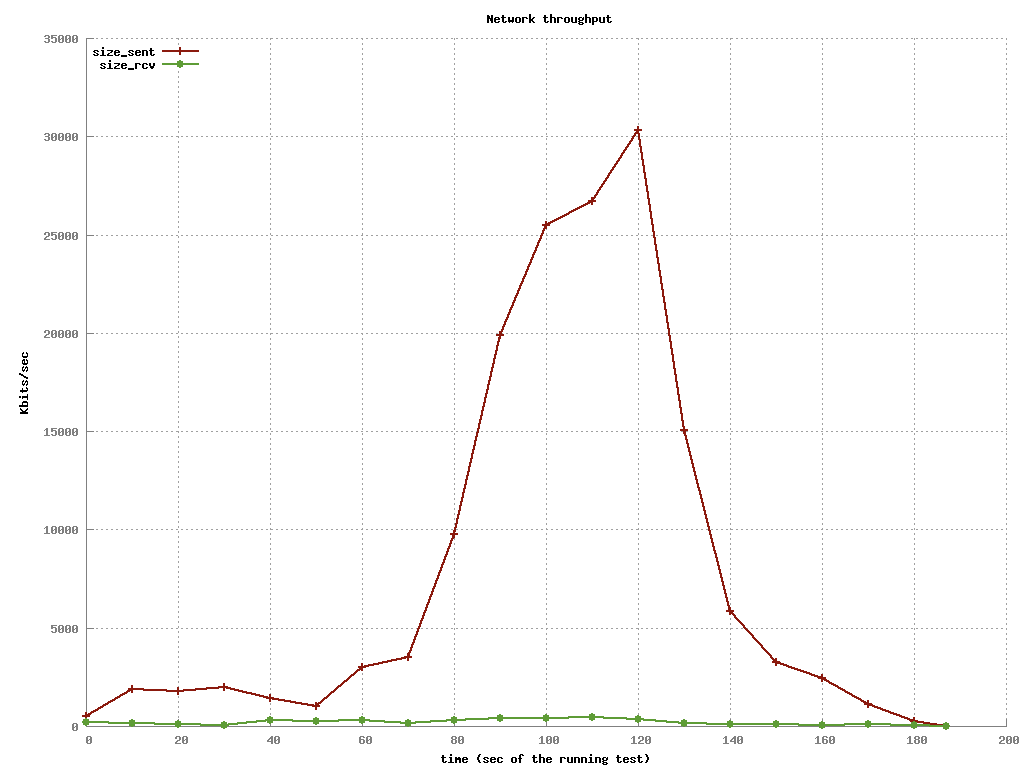 Network throughput
35000
size_sent
size_rcv
30000
25000
20000
Kbits/sec
15000
10000
5000
0
0 20 40 60 80 100 120 140 160 180 200
time (sec of the running test)